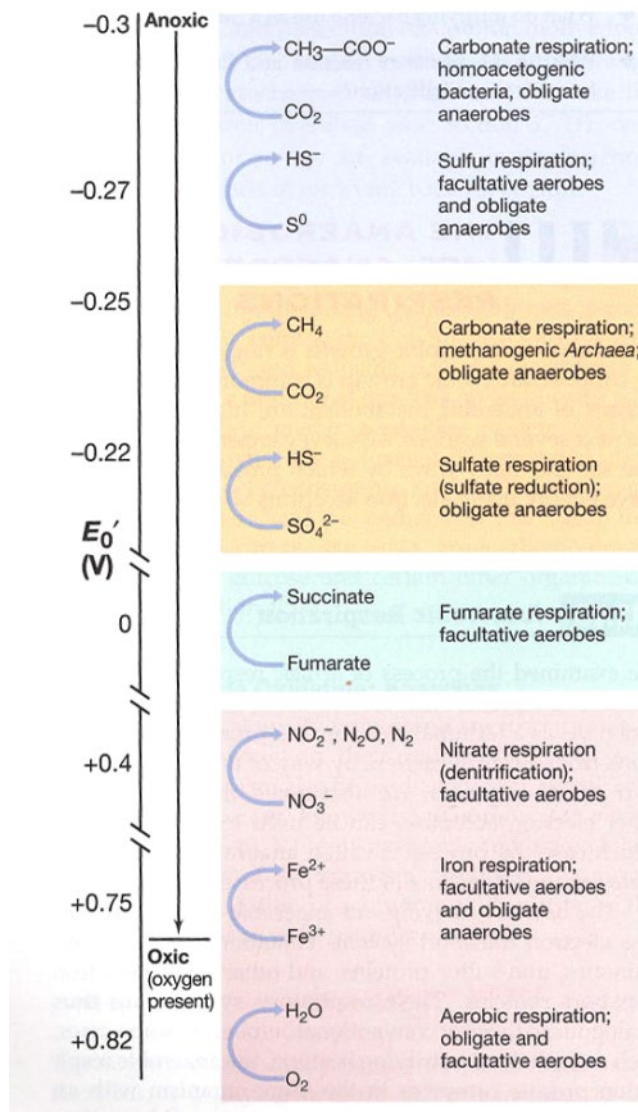 Anoxic
−0.3
CH3—COO⁻
CO₂
Carbonate respiration;
homoacetogenic
bacteria, obligate
anaerobes
−0.27
HS⁻
S⁰
Sulfur respiration;
facultative aerobes
and obligate
anaerobes
−0.25
CH₄
CO₂
Carbonate respiration;
methanogenic Archaea;
obligate anaerobes
−0.22
HS⁻
SO₄²⁻
Sulfate respiration
(sulfate reduction);
obligate anaerobes
E₀′
(V)
0
Succinate
Fumarate
Fumarate respiration;
facultative aerobes
+0.4
NO₂⁻, N₂O, N₂
NO₃⁻
Nitrate respiration
(denitrification);
facultative aerobes
+0.75
Fe²⁺
Fe³⁺
Iron respiration;
facultative aerobes
and obligate
anaerobes
Oxic
(oxygen
present)
+0.82
H₂O
O₂
Aerobic respiration;
obligate and
facultative aerobes